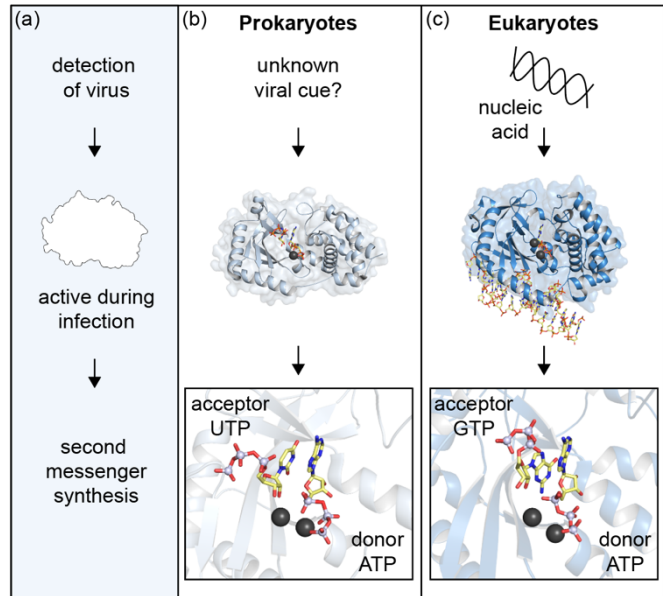 (a)
detection
of virus
active during
infection
second
messenger
synthesis
(b)
Prokaryotes
unknown
viral cue?
acceptor
UTP
donor
ATP
(c)
Eukaryotes
nucleic
acid
acceptor
GTP
donor
ATP